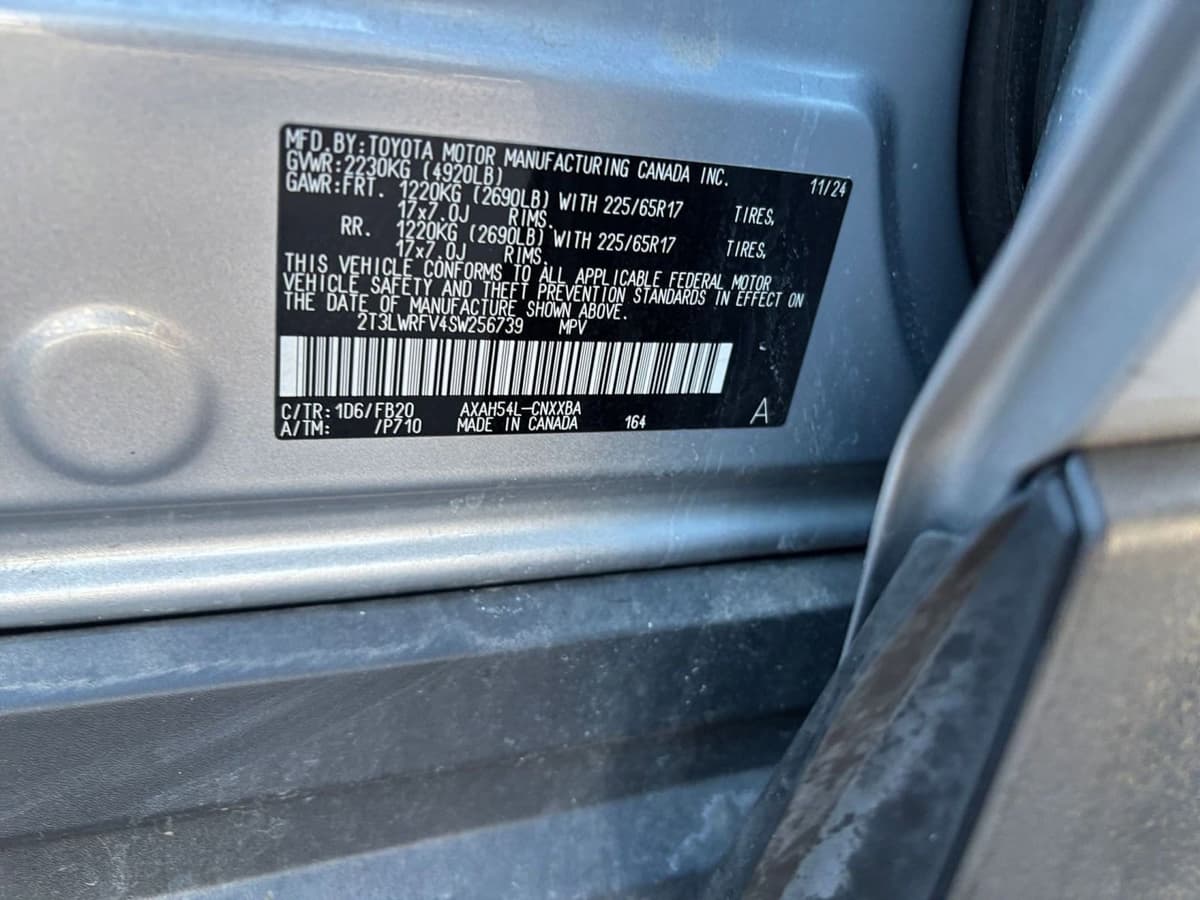 MFD.BY:TOYOTA MOTOR MANUFACTURING CANADA INC. 11/24
GVWR:2230KG (4920LB)
GAWR:FRT. 1220KG (2690LB) WITH 225/65R17 TIRES,
17x7.0J RIMS.
RR. 1220KG (2690LB) WITH 225/65R17 TIRES,
17x7.0J RIMS.
THIS VEHICLE CONFORMS TO ALL APPLICABLE FEDERAL MOTOR
VEHICLE SAFETY AND THEFT PREVENTION STANDARDS IN EFFECT ON
THE DATE OF MANUFACTURE SHOWN ABOVE.
2T3LWRFV4SW256739 MPV
C/TR: 1D6/FB20 AXAH54L-CNXXBA
A/TM: /P710 MADE IN CANADA 164 A